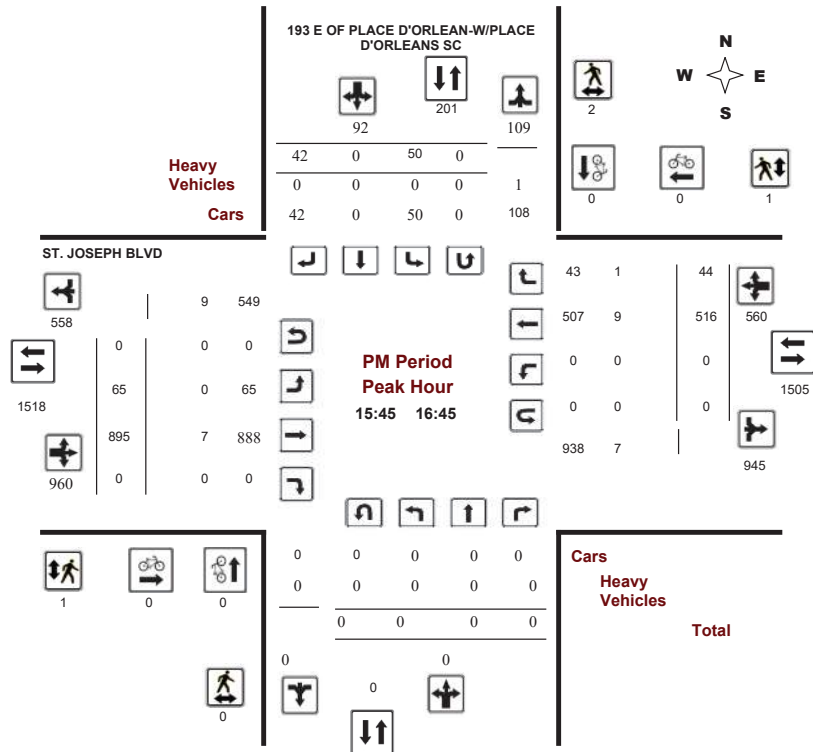 193 E OF PLACE D'ORLEAN-W/PLACE
D'ORLEANS SC
N
W E
S
92
201
109
2
42 0 50 0
Heavy
Vehicles
0 0 0 0 1
Cars
42 0 50 0 108
0 0 1
ST. JOSEPH BLVD
558
9 549
0 0 0
1518
65 0 65
895 7 888
960
0 0 0
PM Period
Peak Hour
15:45 16:45
43 1 44
507 9 516 560
0 0 0
1505
0 0 0
938 7
945
1 0 0
0
0 0 0 0 0
0 0 0 0 0
0 0 0 0
0 0
0
Cars
Heavy
Vehicles
Total